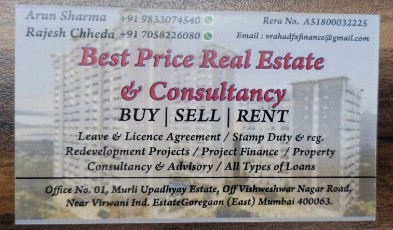 Arun Sharma +91 9833074540 Rera No. A51800032225
Rajesh Chheda +91 7058226080 Email : vrahadfxfinance@gmail.com
Best Price Real Estate
& Consultancy
BUY | SELL | RENT
Leave & Licence Agreement / Stamp Duty & reg.
Redevelopment Projects / Project Finance / Property
Consultancy & Advisory / All Types of Loans
Office No. 01, Murli Upadhyay Estate, Off Vishweshwar Nagar Road,
Near Virwani Ind. EstateGoregaon (East) Mumbai 400063.